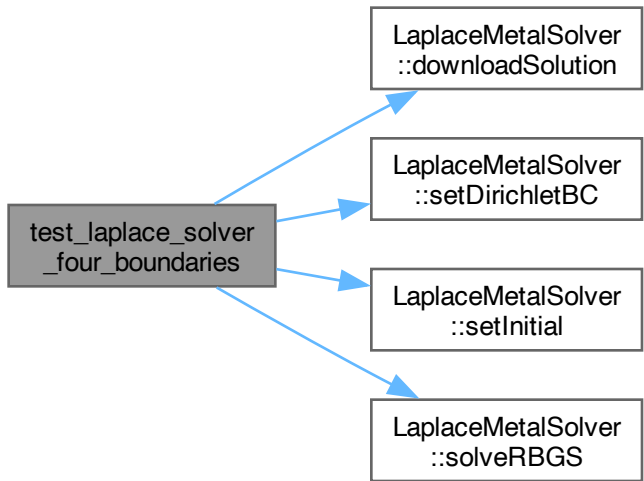 LaplaceMetalSolver
::downloadSolution
LaplaceMetalSolver
::setDirichletBC
test_laplace_solver
_four_boundaries
LaplaceMetalSolver
::setInitial
LaplaceMetalSolver
::solveRBGS